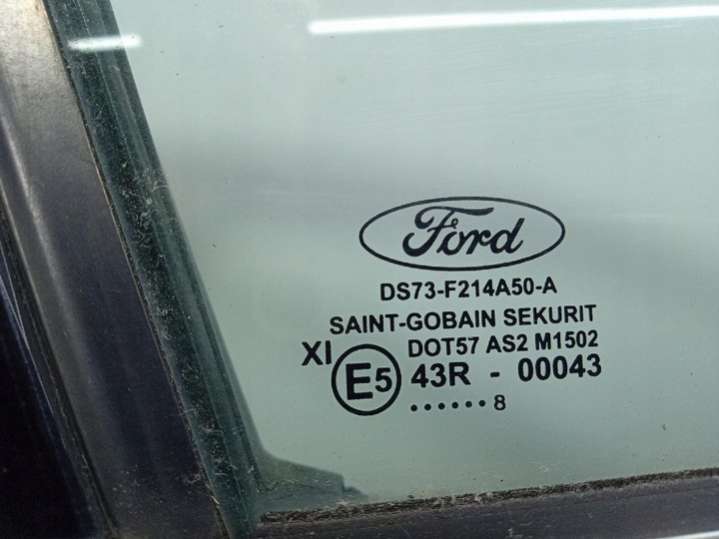 Ford
DS73-F214A50-A
SAINT-GOBAIN SEKURIT
XI DOT57 AS2 M1502
E5 43R - 00043
......8